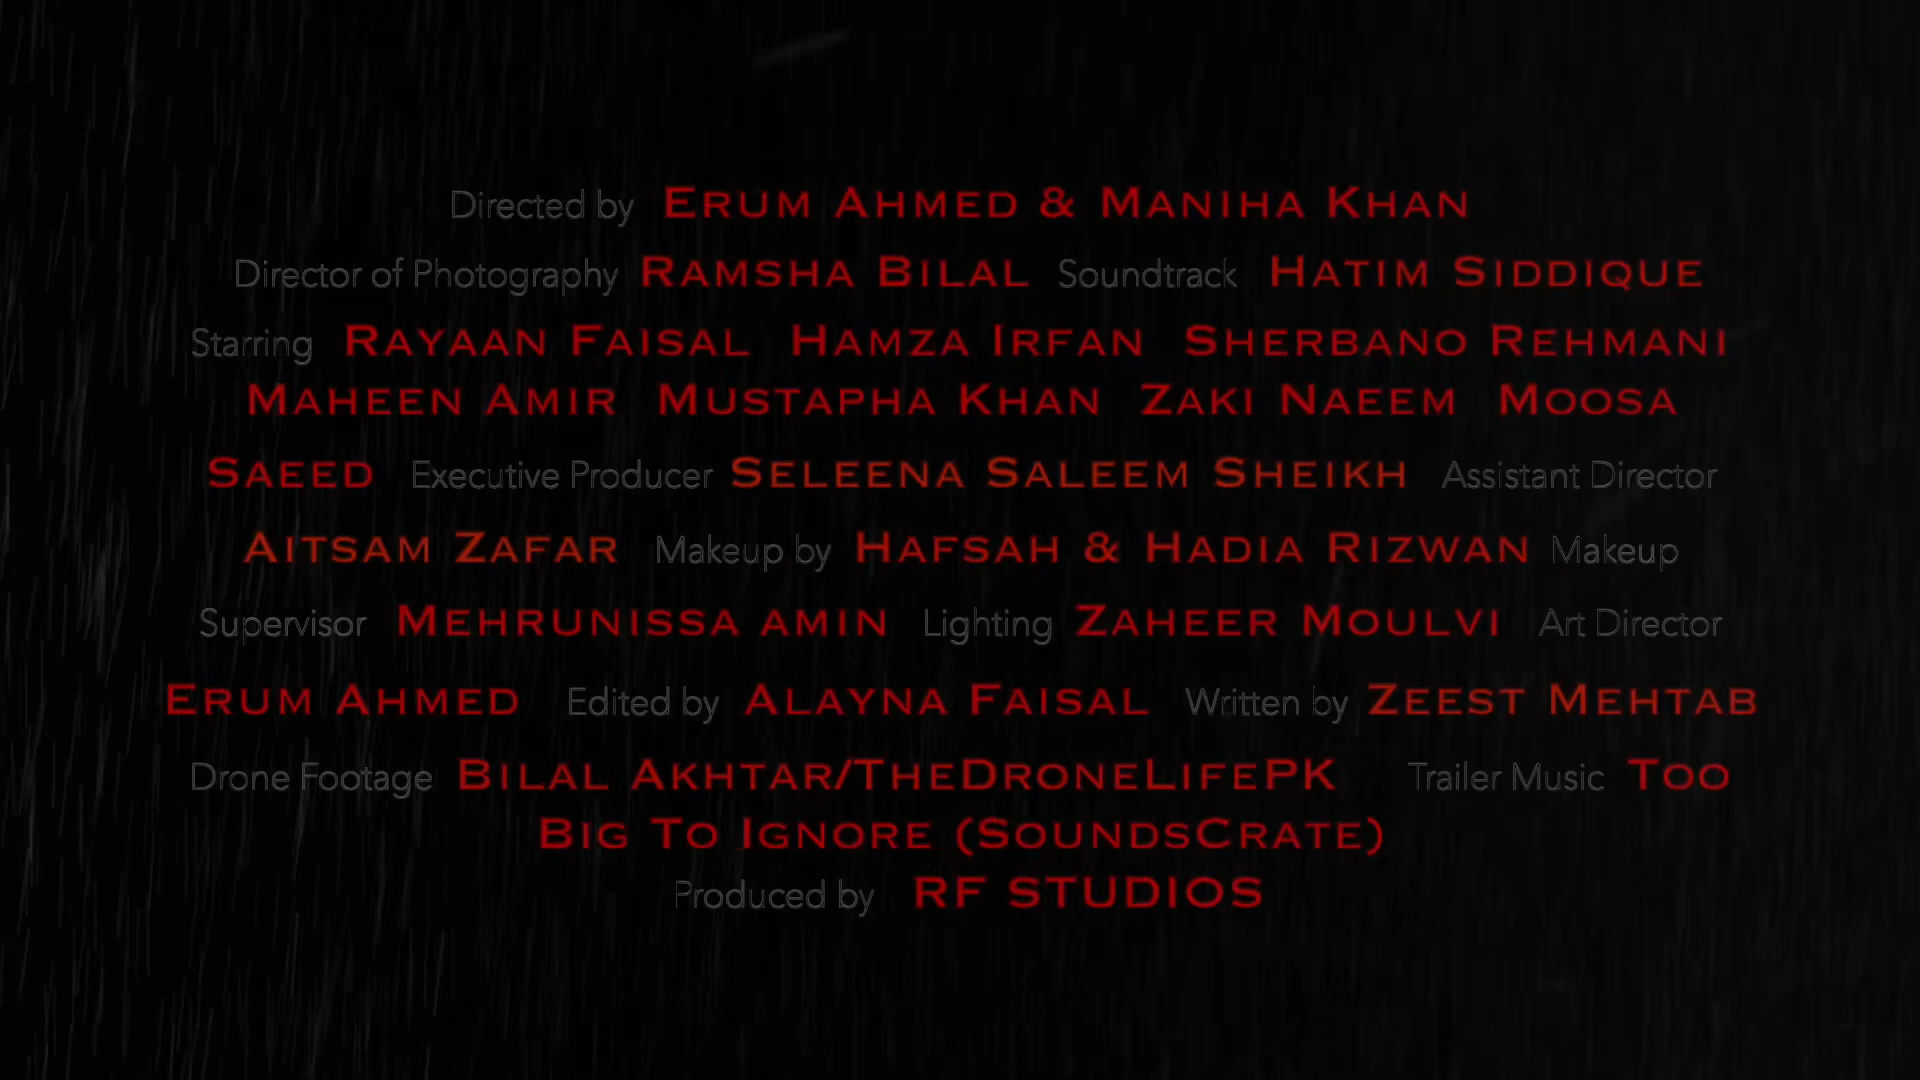 Directed by Erum Ahmed & Maniha Khan
Director of Photography Ramsha Bilal Soundtrack Hatim Siddique
Starring Rayaan Faisal Hamza Irfan Sherbano Rehmani
Maheen Amir Mustapha Khan Zaki Naeem Moosa
Saeed Executive Producer Seleena Saleem Sheikh Assistant Director
Aitsam Zafar Makeup by Hafsah & Hadia Rizwan Makeup
Supervisor Mehrunissa amin Lighting Zaheer Moulvi Art Director
Erum Ahmed Edited by Alayna Faisal Written by Zeest Mehtab
Drone Footage Bilal Akhtar/TheDroneLifePK Trailer Music Too
Big To Ignore (SoundsCrate)
Produced by RF STUDIOS